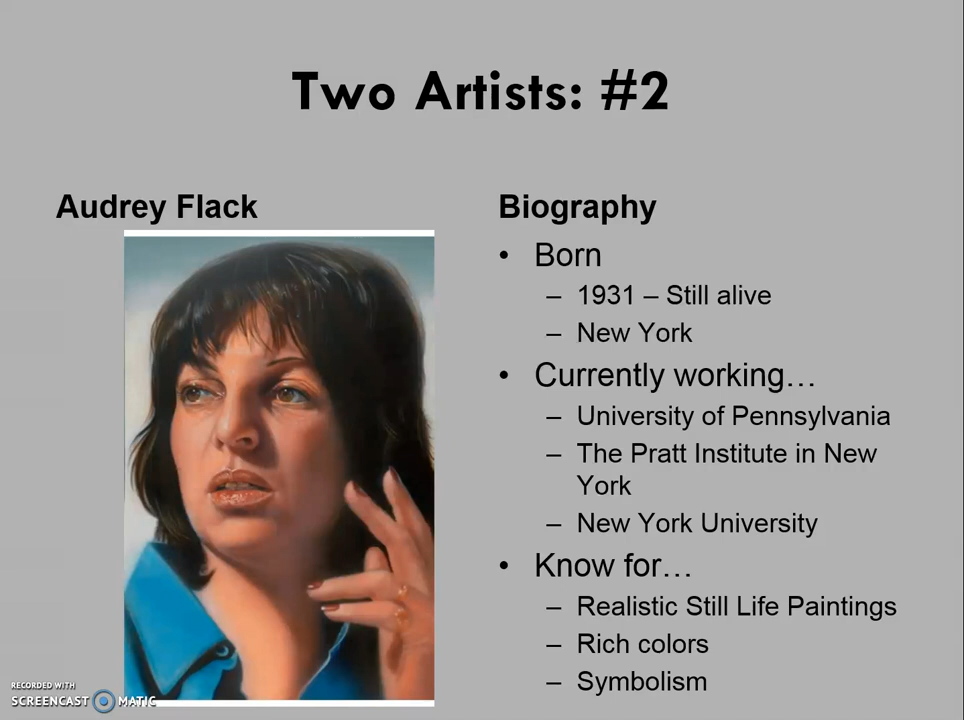 Two Artists: #2
Audrey Flack
Biography
• Born
– 1931 – Still alive
– New York
• Currently working…
– University of Pennsylvania
– The Pratt Institute in New
York
– New York University
• Know for…
– Realistic Still Life Paintings
– Rich colors
– Symbolism
RECORDED WITH
SCREENCAST MATIC